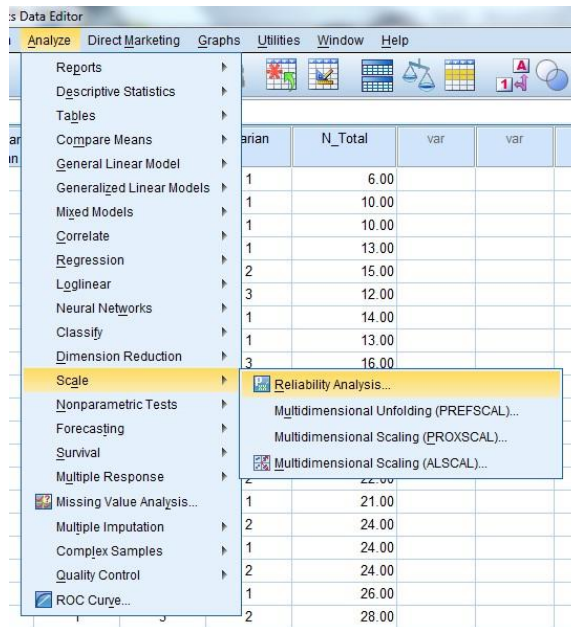 s Data Editor
Analyze Direct Marketing Graphs Utilities Window Help
Reports
Descriptive Statistics
Tables
Compare Means
General Linear Model
Generalized Linear Models
Mixed Models
Correlate
Regression
Loglinear
Neural Networks
Classify
Dimension Reduction
Scale
Nonparametric Tests
Forecasting
Survival
Multiple Response
Missing Value Analysis...
Multiple Imputation
Complex Samples
Quality Control
ROC Curve...
Reliability Analysis...
Multidimensional Unfolding (PREFSCAL)...
Multidimensional Scaling (PROXSCAL)...
Multidimensional Scaling (ALSCAL)...
arian N_Total var var
1 6.00
1 10.00
1 10.00
1 13.00
2 15.00
3 12.00
1 14.00
1 13.00
3 16.00
2 22.00
1 21.00
2 24.00
1 24.00
2 24.00
1 26.00
2 28.00